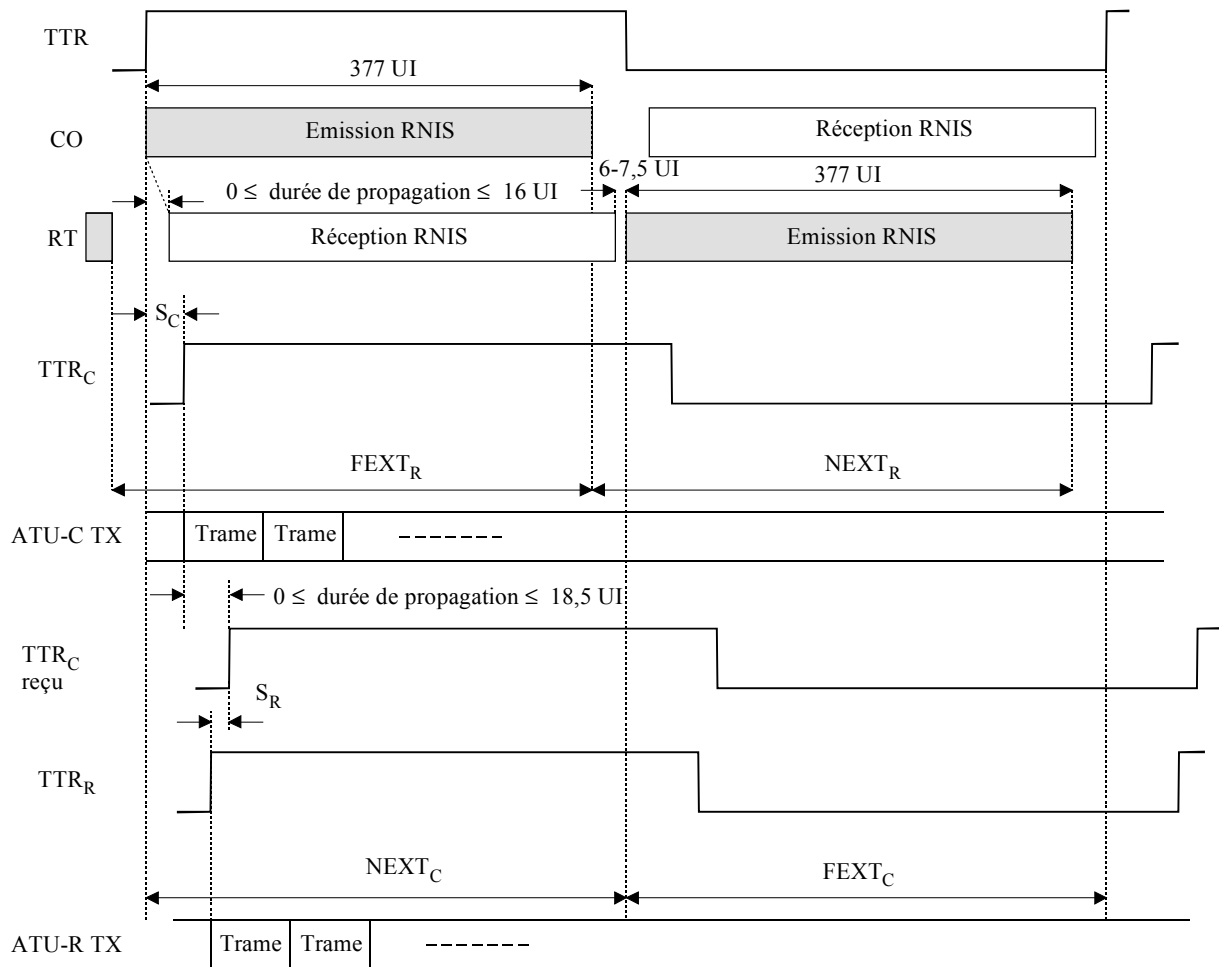 TTR
377 UI
CO
Emission RNIS
Réception RNIS
6-7,5 UI
0 ≤ durée de propagation ≤ 16 UI
377 UI
RT
Réception RNIS
Emission RNIS
S_C
TTR_C
FEXT_R
NEXT_R
ATU-C TX
Trame
Trame
0 ≤ durée de propagation ≤ 18,5 UI
TTR_C
reçu
S_R
TTR_R
NEXT_C
FEXT_C
ATU-R TX
Trame
Trame